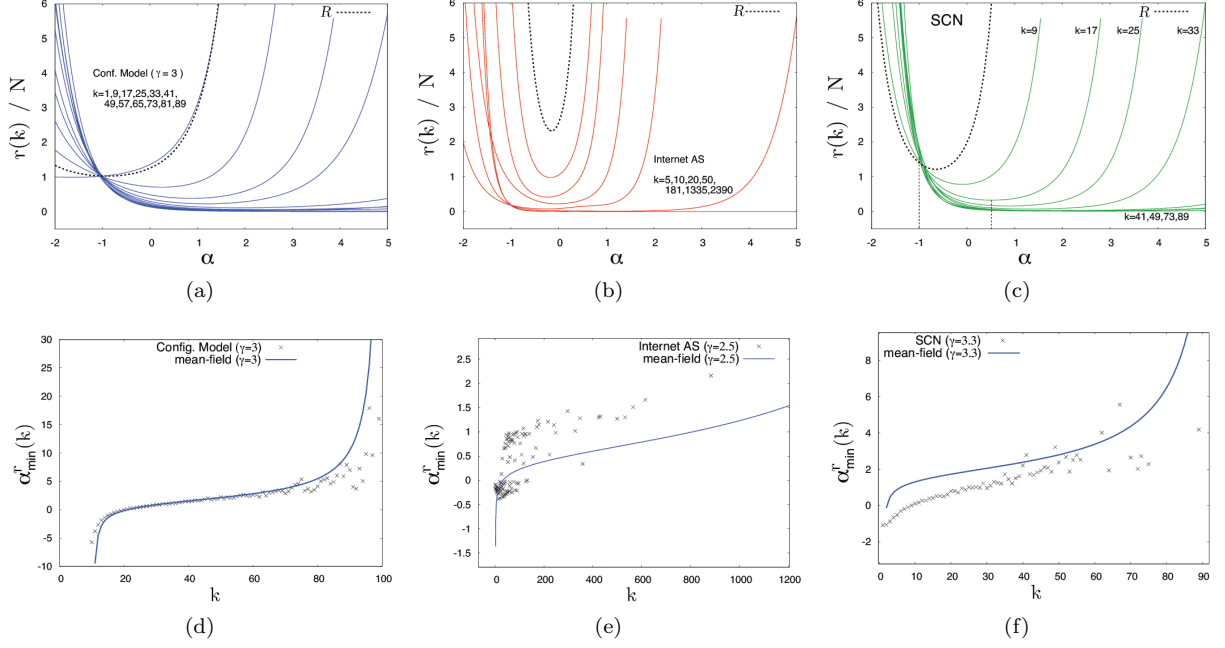 6
5
4
3
2
1
0
r(k) / N
R
Conf. Model ( γ = 3 )
k=1,9,17,25,33,41,
49,57,65,73,81,89
-2 -1 0 1 2 3 4 5
α
(a)
6
5
4
3
2
1
0
r(k) / N
R
Internet AS
k=5,10,20,50,
181,1335,2390
-2 -1 0 1 2 3 4 5
α
(b)
6
5
4
3
2
1
0
r(k) / N
SCN
R
k=9 k=17 k=25 k=33
k=41,49,73,89
-2 -1 0 1 2 3 4 5
α
(c)
30
25
20
15
10
5
0
-5
-10
α^r_min(k)
Config. Model (γ=3)
mean-field (γ=3)
0 20 40 60 80 100
k
(d)
2.5
2
1.5
1
0.5
0
-0.5
-1
-1.5
α^r_min(k)
Internet AS (γ=2.5)
mean-field (γ=2.5)
0 200 400 600 800 1000 1200
k
(e)
8
6
4
2
0
-2
α^r_min(k)
SCN (γ=3.3)
mean-field (γ=3.3)
0 10 20 30 40 50 60 70 80 90
k
(f)